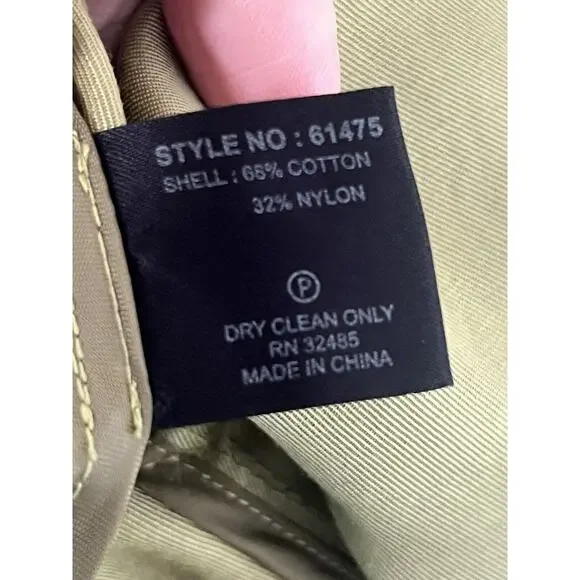 STYLE NO : 61475
SHELL : 68% COTTON
32% NYLON
P
DRY CLEAN ONLY
RN 32485
MADE IN CHINA